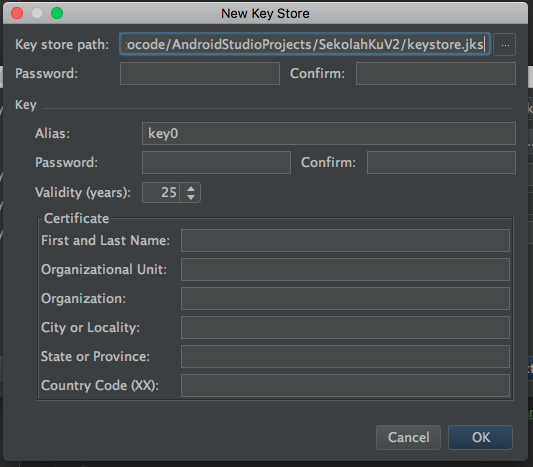 New Key Store
Key store path: rocode/AndroidStudioProjects/SekolahKuV2/keystore.jks ...
Password: Confirm:
Key
Alias: key0
Password: Confirm:
Validity (years): 25
Certificate
First and Last Name:
Organizational Unit:
Organization:
City or Locality:
State or Province:
Country Code (XX):
Cancel OK